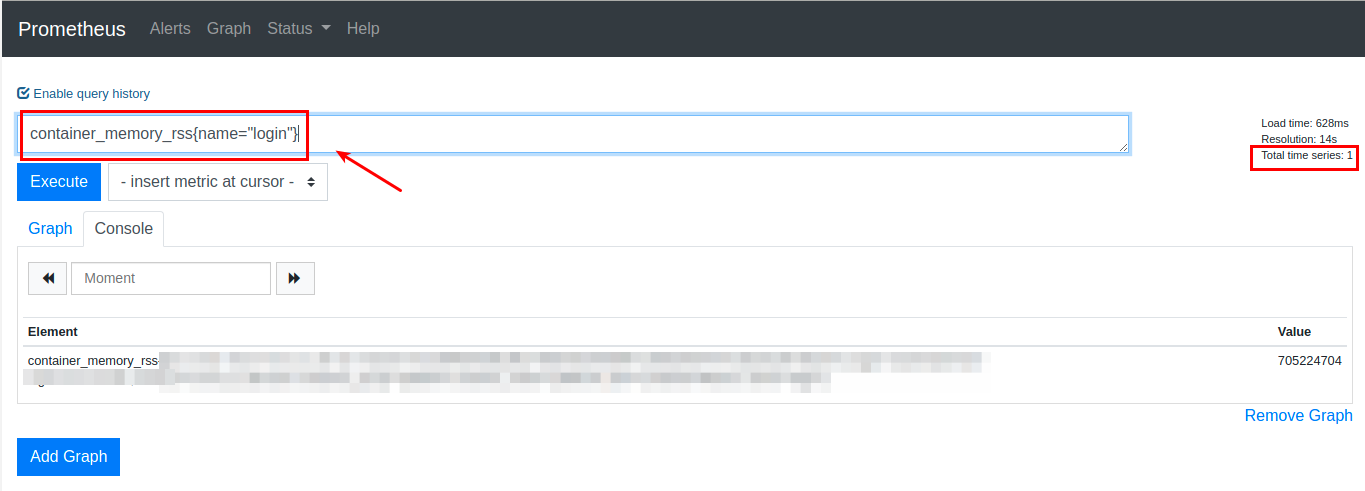 Prometheus Alerts Graph Status Help
Enable query history
container_memory_rss{name="login"}
Load time: 628ms
Resolution: 14s
Total time series: 1
Execute - insert metric at cursor -
Graph Console
Moment
Element Value
container_memory_rss 705224704
Remove Graph
Add Graph